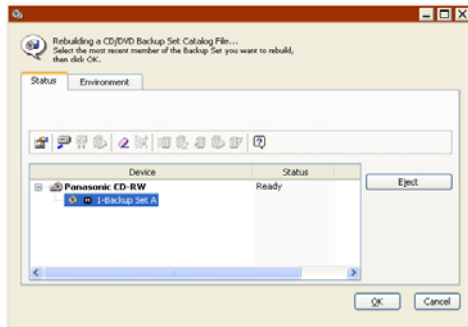 Rebuilding a CD/DVD Backup Set Catalog File...
Select the most recent member of the Backup Set you want to rebuild,
then click OK.
Status Environment
Device Status
Panasonic CD-RW Ready
1-Backup Set A
Eject
OK Cancel